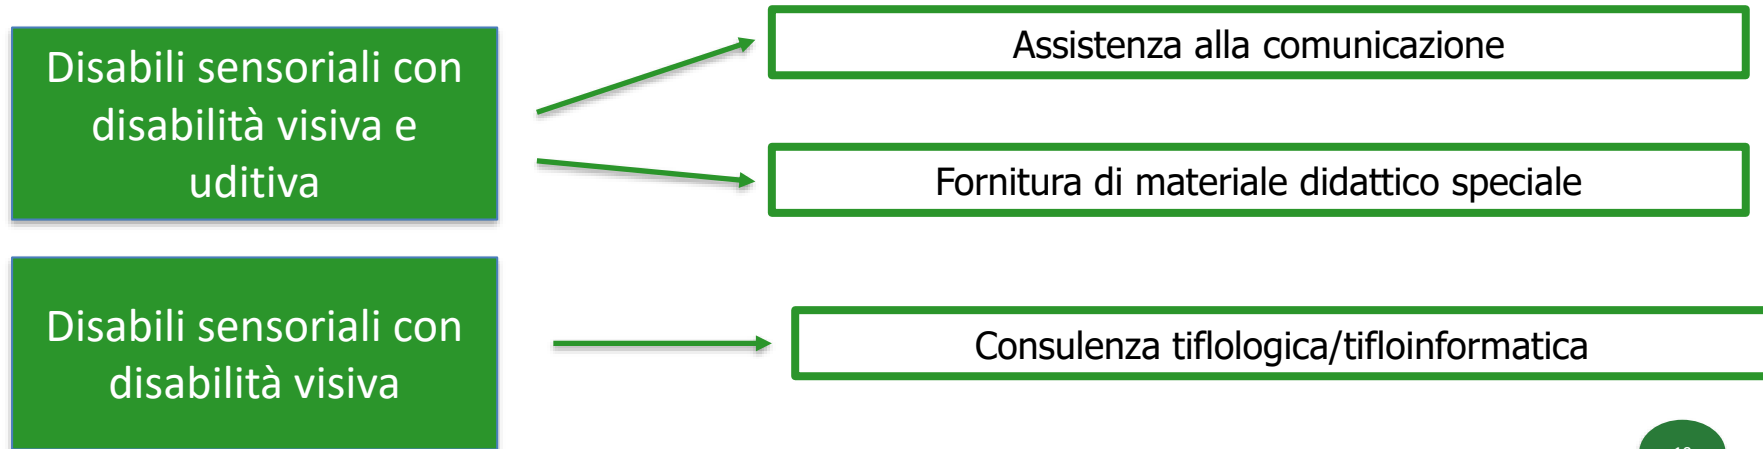 Disabili sensoriali con
disabilità visiva e
uditiva
Assistenza alla comunicazione
Fornitura di materiale didattico speciale
Disabili sensoriali con
disabilità visiva
Consulenza tiflologica/tifloinformatica